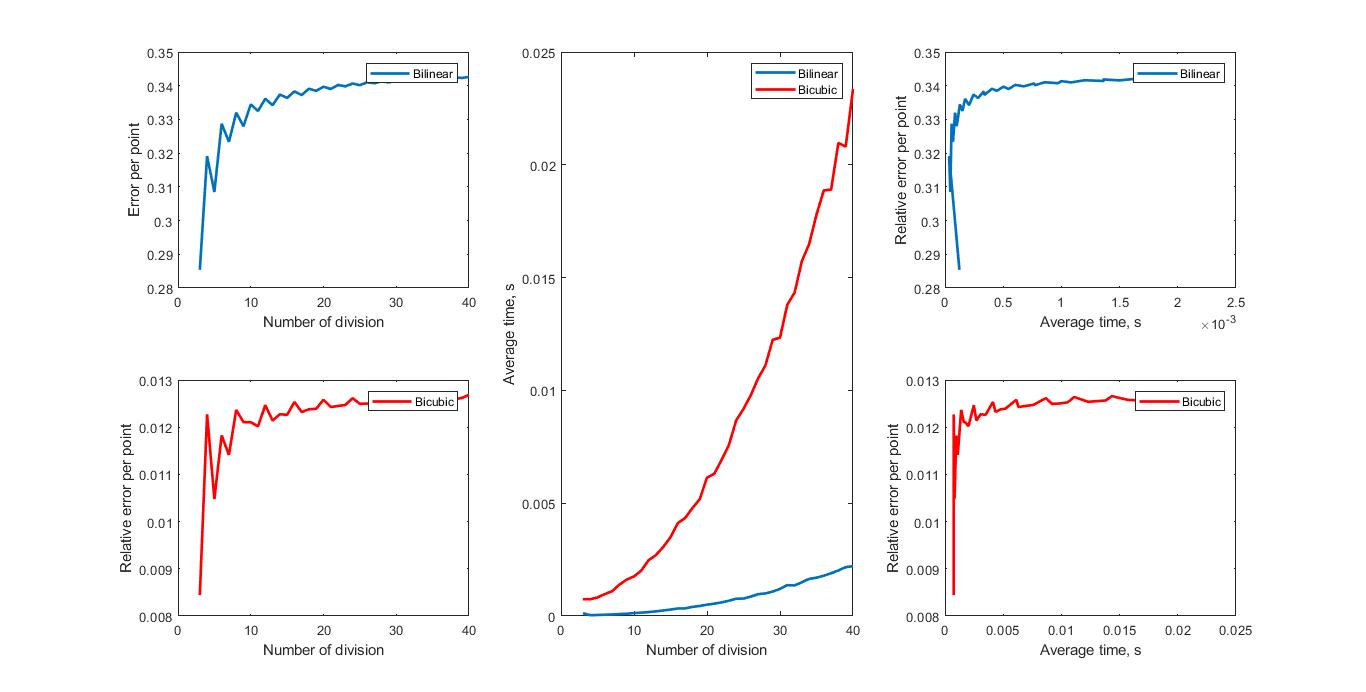 0.35
0.34
0.33
0.32
0.31
0.3
0.29
0.28
Error per point
Bilinear
0 10 20 30 40
Number of division
0.013
0.012
0.011
0.01
0.009
0.008
Relative error per point
Bicubic
0 10 20 30 40
Number of division
0.025
0.02
0.015
0.01
0.005
0
Average time, s
Bilinear
Bicubic
0 10 20 30 40
Number of division
0.35
0.34
0.33
0.32
0.31
0.3
0.29
0.28
Relative error per point
Bilinear
0 0.5 1 1.5 2 2.5
Average time, s
×10-3
0.013
0.012
0.011
0.01
0.009
0.008
Relative error per point
Bicubic
0 0.005 0.01 0.015 0.02 0.025
Average time, s